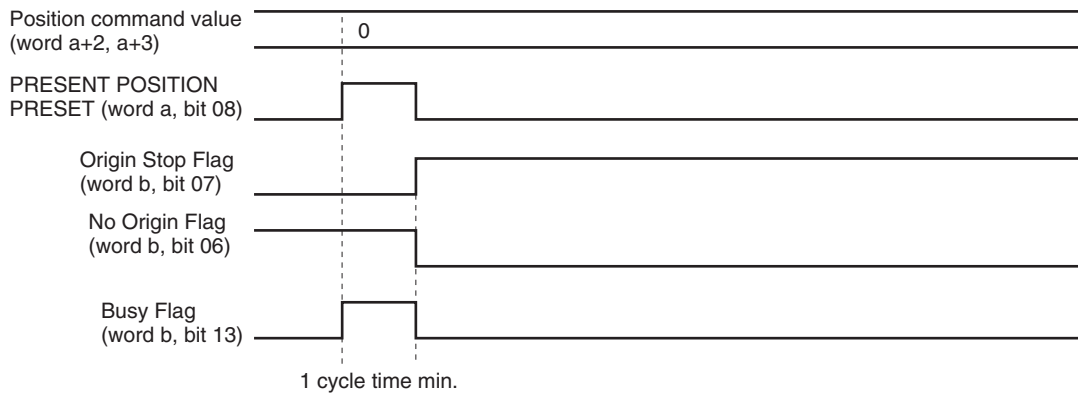 Position command value
(word a+2, a+3)
0
PRESENT POSITION
PRESET (word a, bit 08)
Origin Stop Flag
(word b, bit 07)
No Origin Flag
(word b, bit 06)
Busy Flag
(word b, bit 13)
1 cycle time min.